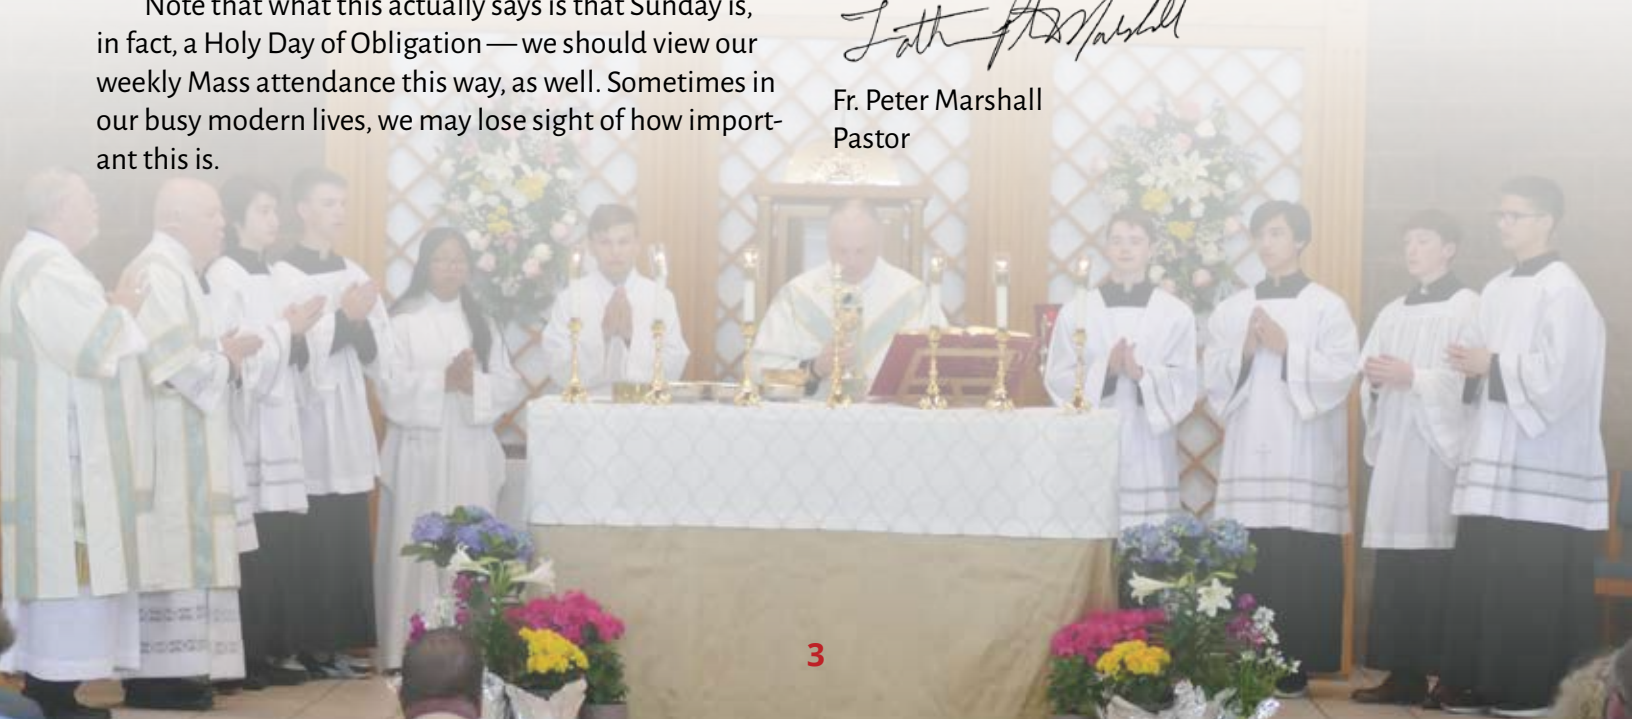 Note that what this actually says is that Sunday is,
in fact, a Holy Day of Obligation — we should view our
weekly Mass attendance this way, as well. Sometimes in
our busy modern lives, we may lose sight of how import-
ant this is.
Fr. Peter Marshall
Pastor
3